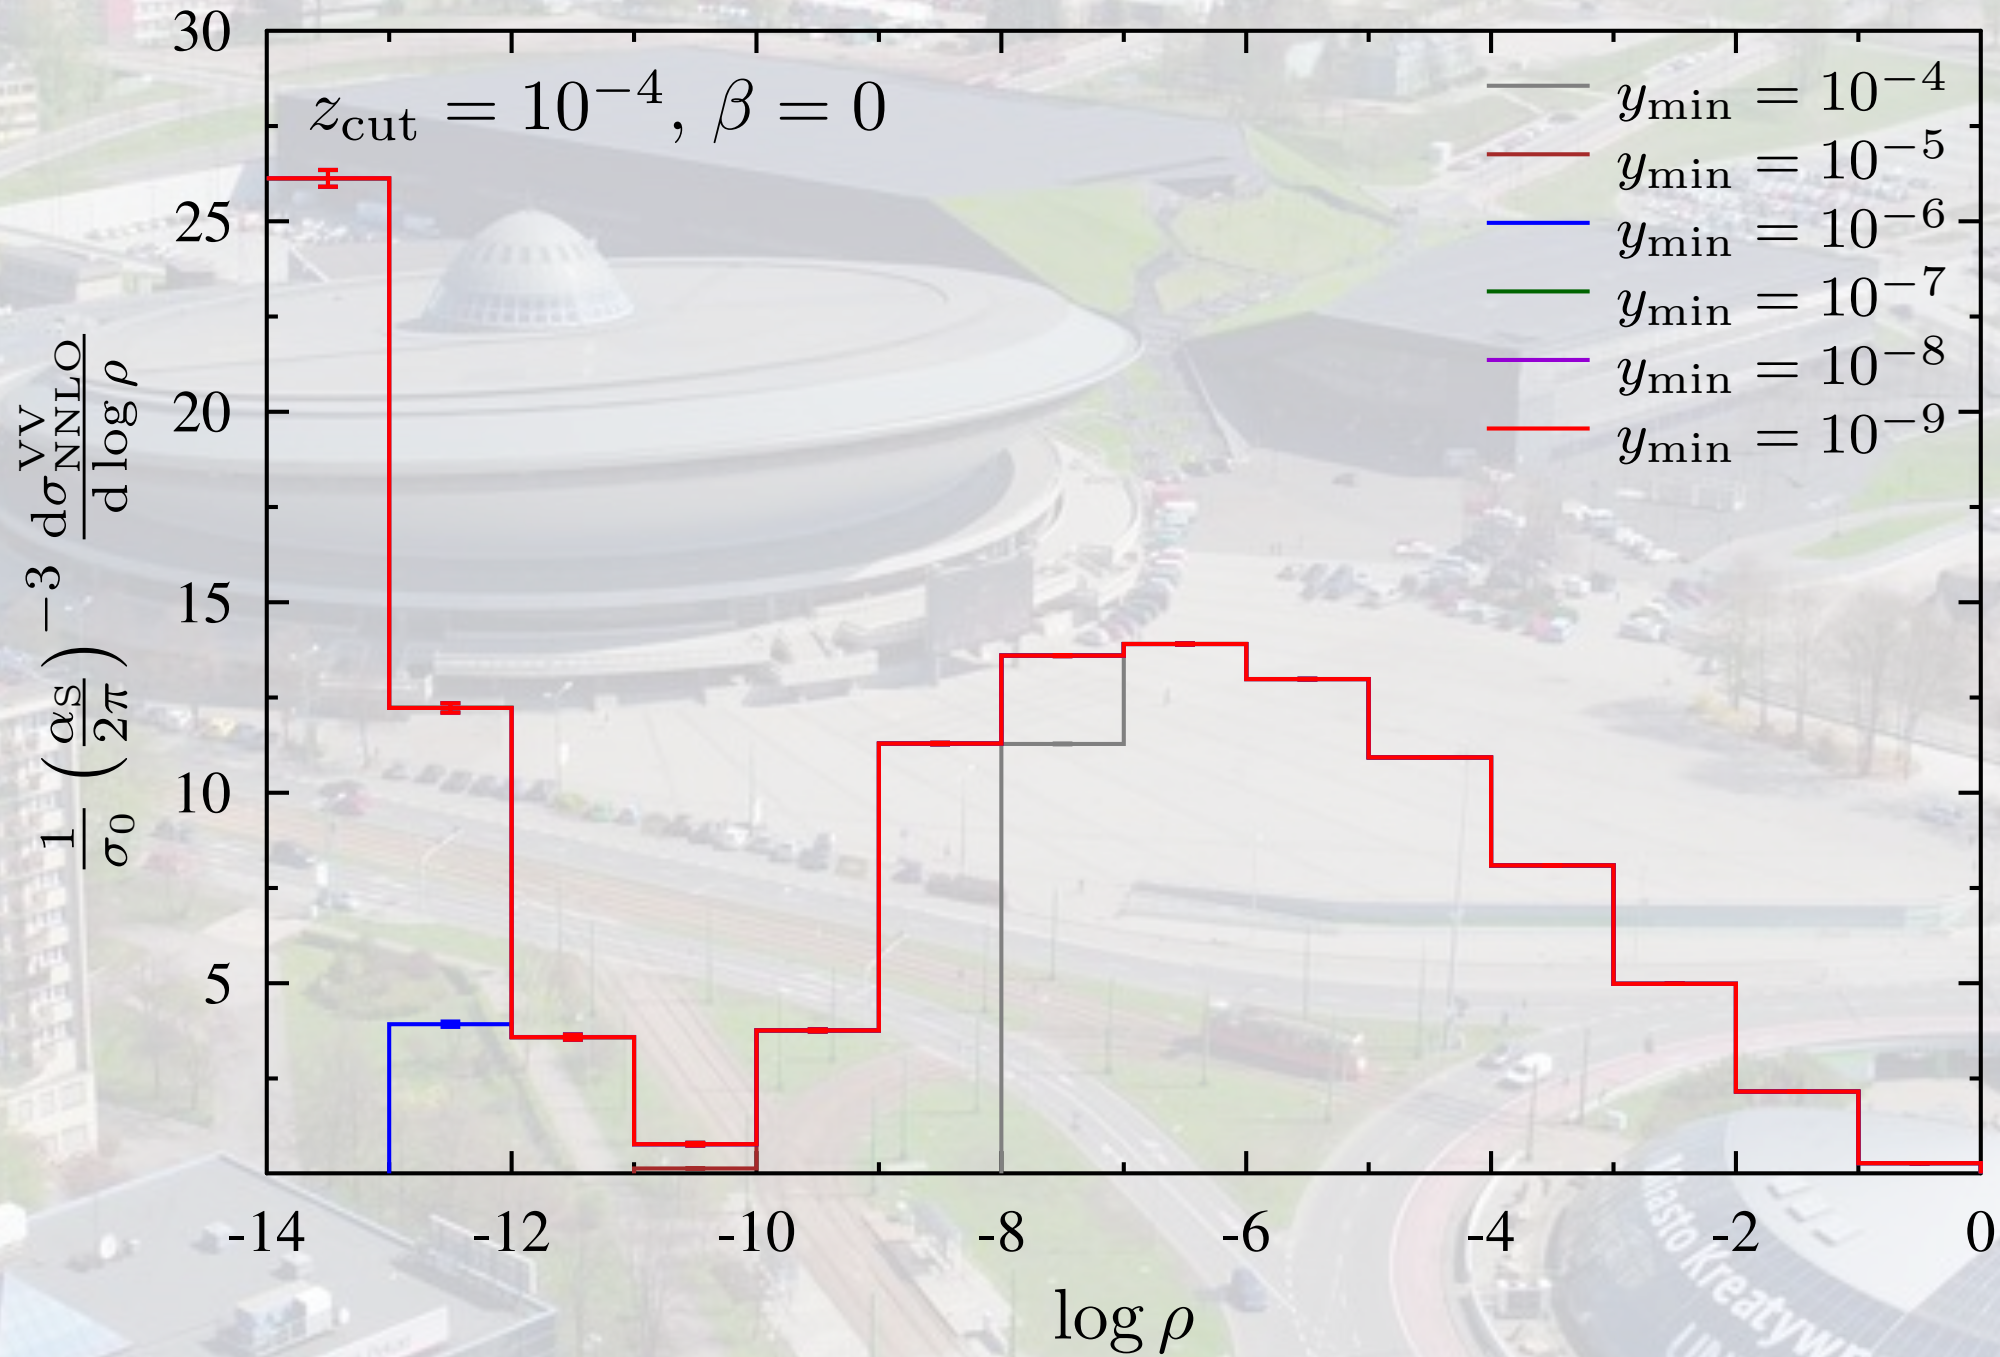 30
25
20
15
10
5
-14 -12 -10 -8 -6 -4 -2 0
log ρ
1/σ₀ (αS/2π)⁻³ dσ^VV_NNLO/d log ρ
z_cut = 10⁻⁴, β = 0
y_min = 10⁻⁴
y_min = 10⁻⁵
y_min = 10⁻⁶
y_min = 10⁻⁷
y_min = 10⁻⁸
y_min = 10⁻⁹